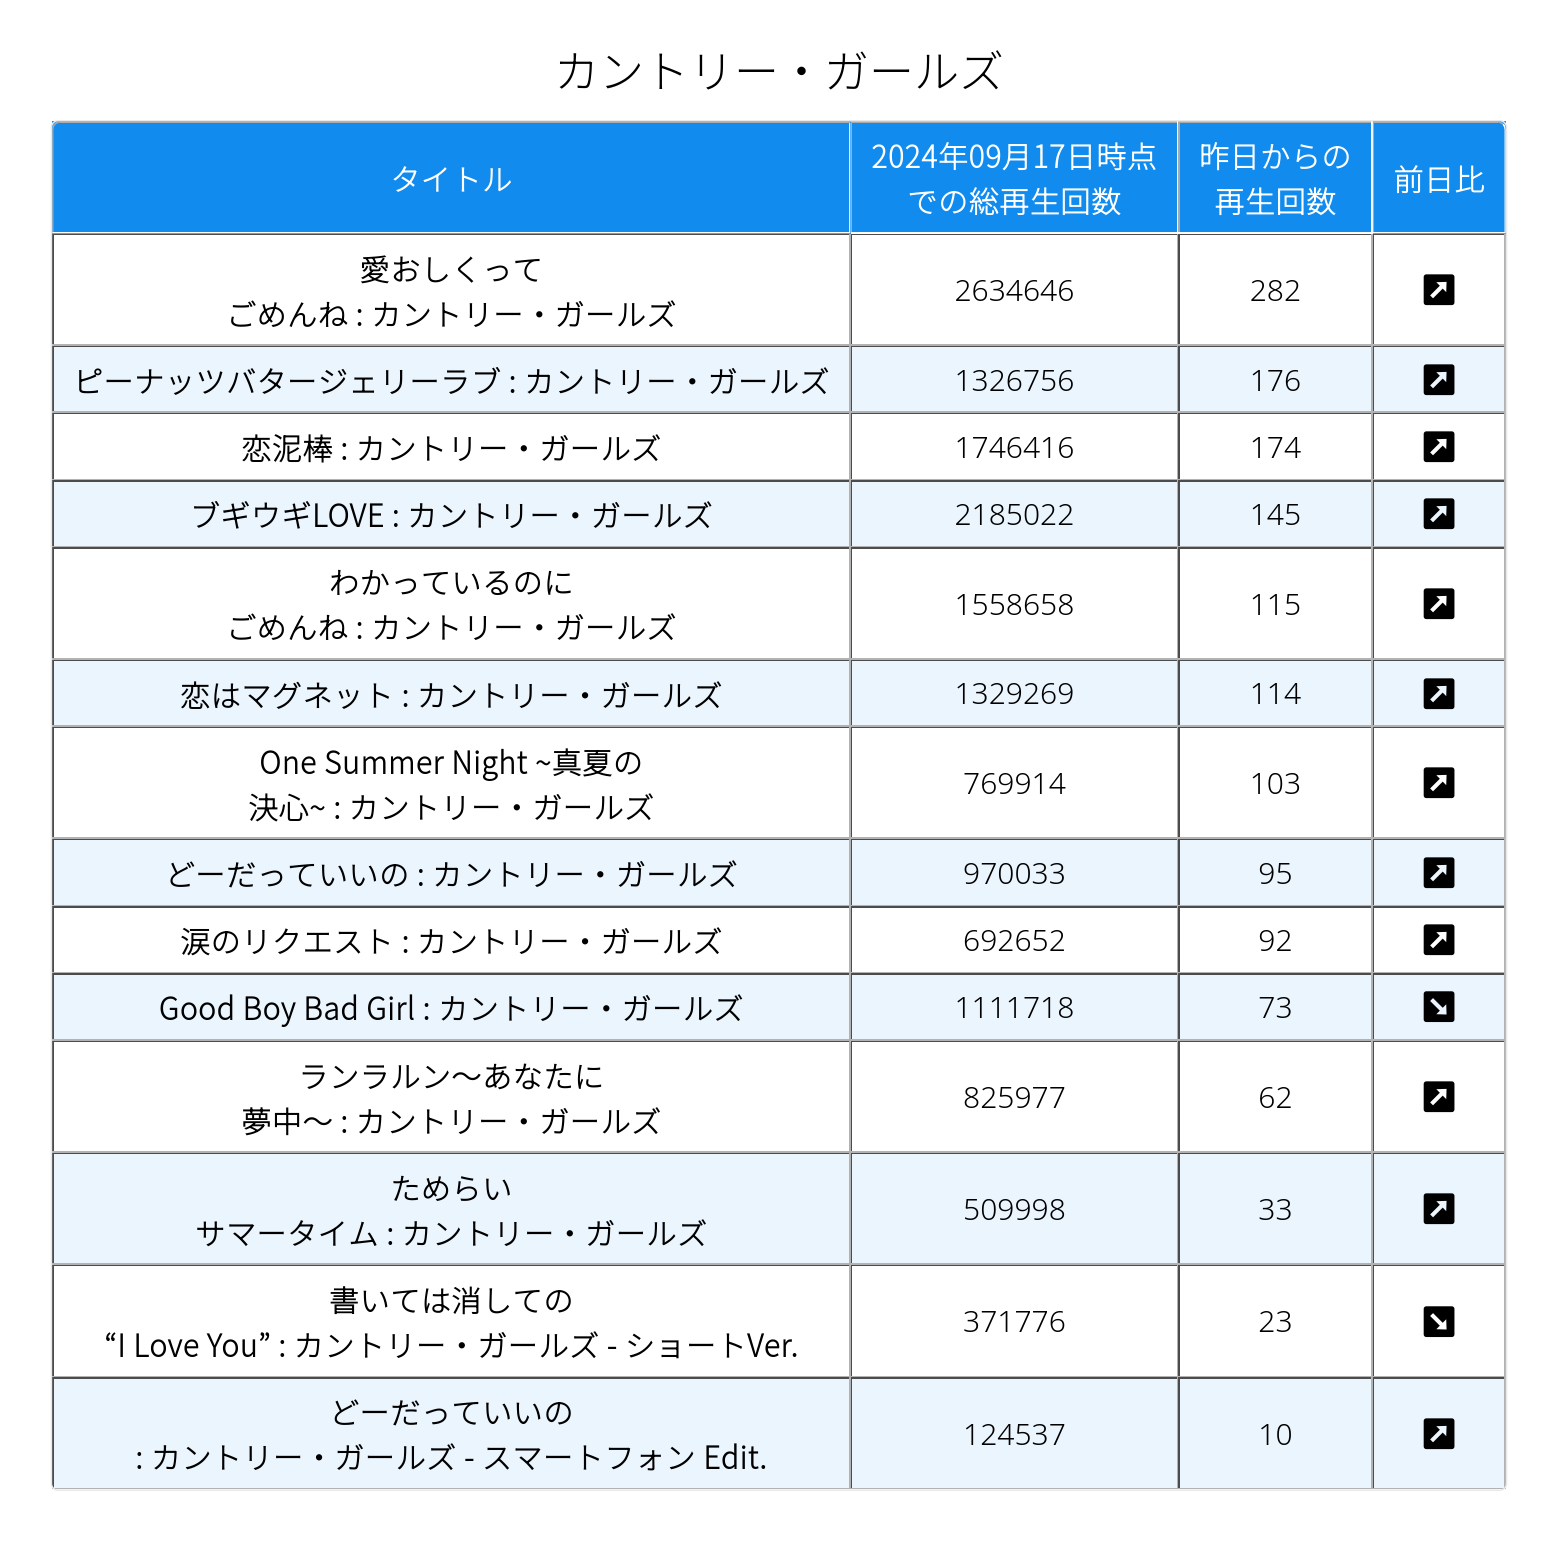 カントリー・ガールズ
タイトル
2024年09月17日時点
での総再生回数
昨日からの
再生回数
前日比
愛おしくって
ごめんね : カントリー・ガールズ
2634646
282
ピーナッツバタージェリーラブ : カントリー・ガールズ
1326756
176
恋泥棒 : カントリー・ガールズ
1746416
174
ブギウギLOVE : カントリー・ガールズ
2185022
145
わかっているのに
ごめんね : カントリー・ガールズ
1558658
115
恋はマグネット : カントリー・ガールズ
1329269
114
One Summer Night ~真夏の
決心~ : カントリー・ガールズ
769914
103
どーだっていいの : カントリー・ガールズ
970033
95
涙のリクエスト : カントリー・ガールズ
692652
92
Good Boy Bad Girl : カントリー・ガールズ
1111718
73
ランラルン～あなたに
夢中～ : カントリー・ガールズ
825977
62
ためらい
サマータイム : カントリー・ガールズ
509998
33
書いては消しての
“I Love You” : カントリー・ガールズ - ショートVer.
371776
23
どーだっていいの
: カントリー・ガールズ - スマートフォン Edit.
124537
10